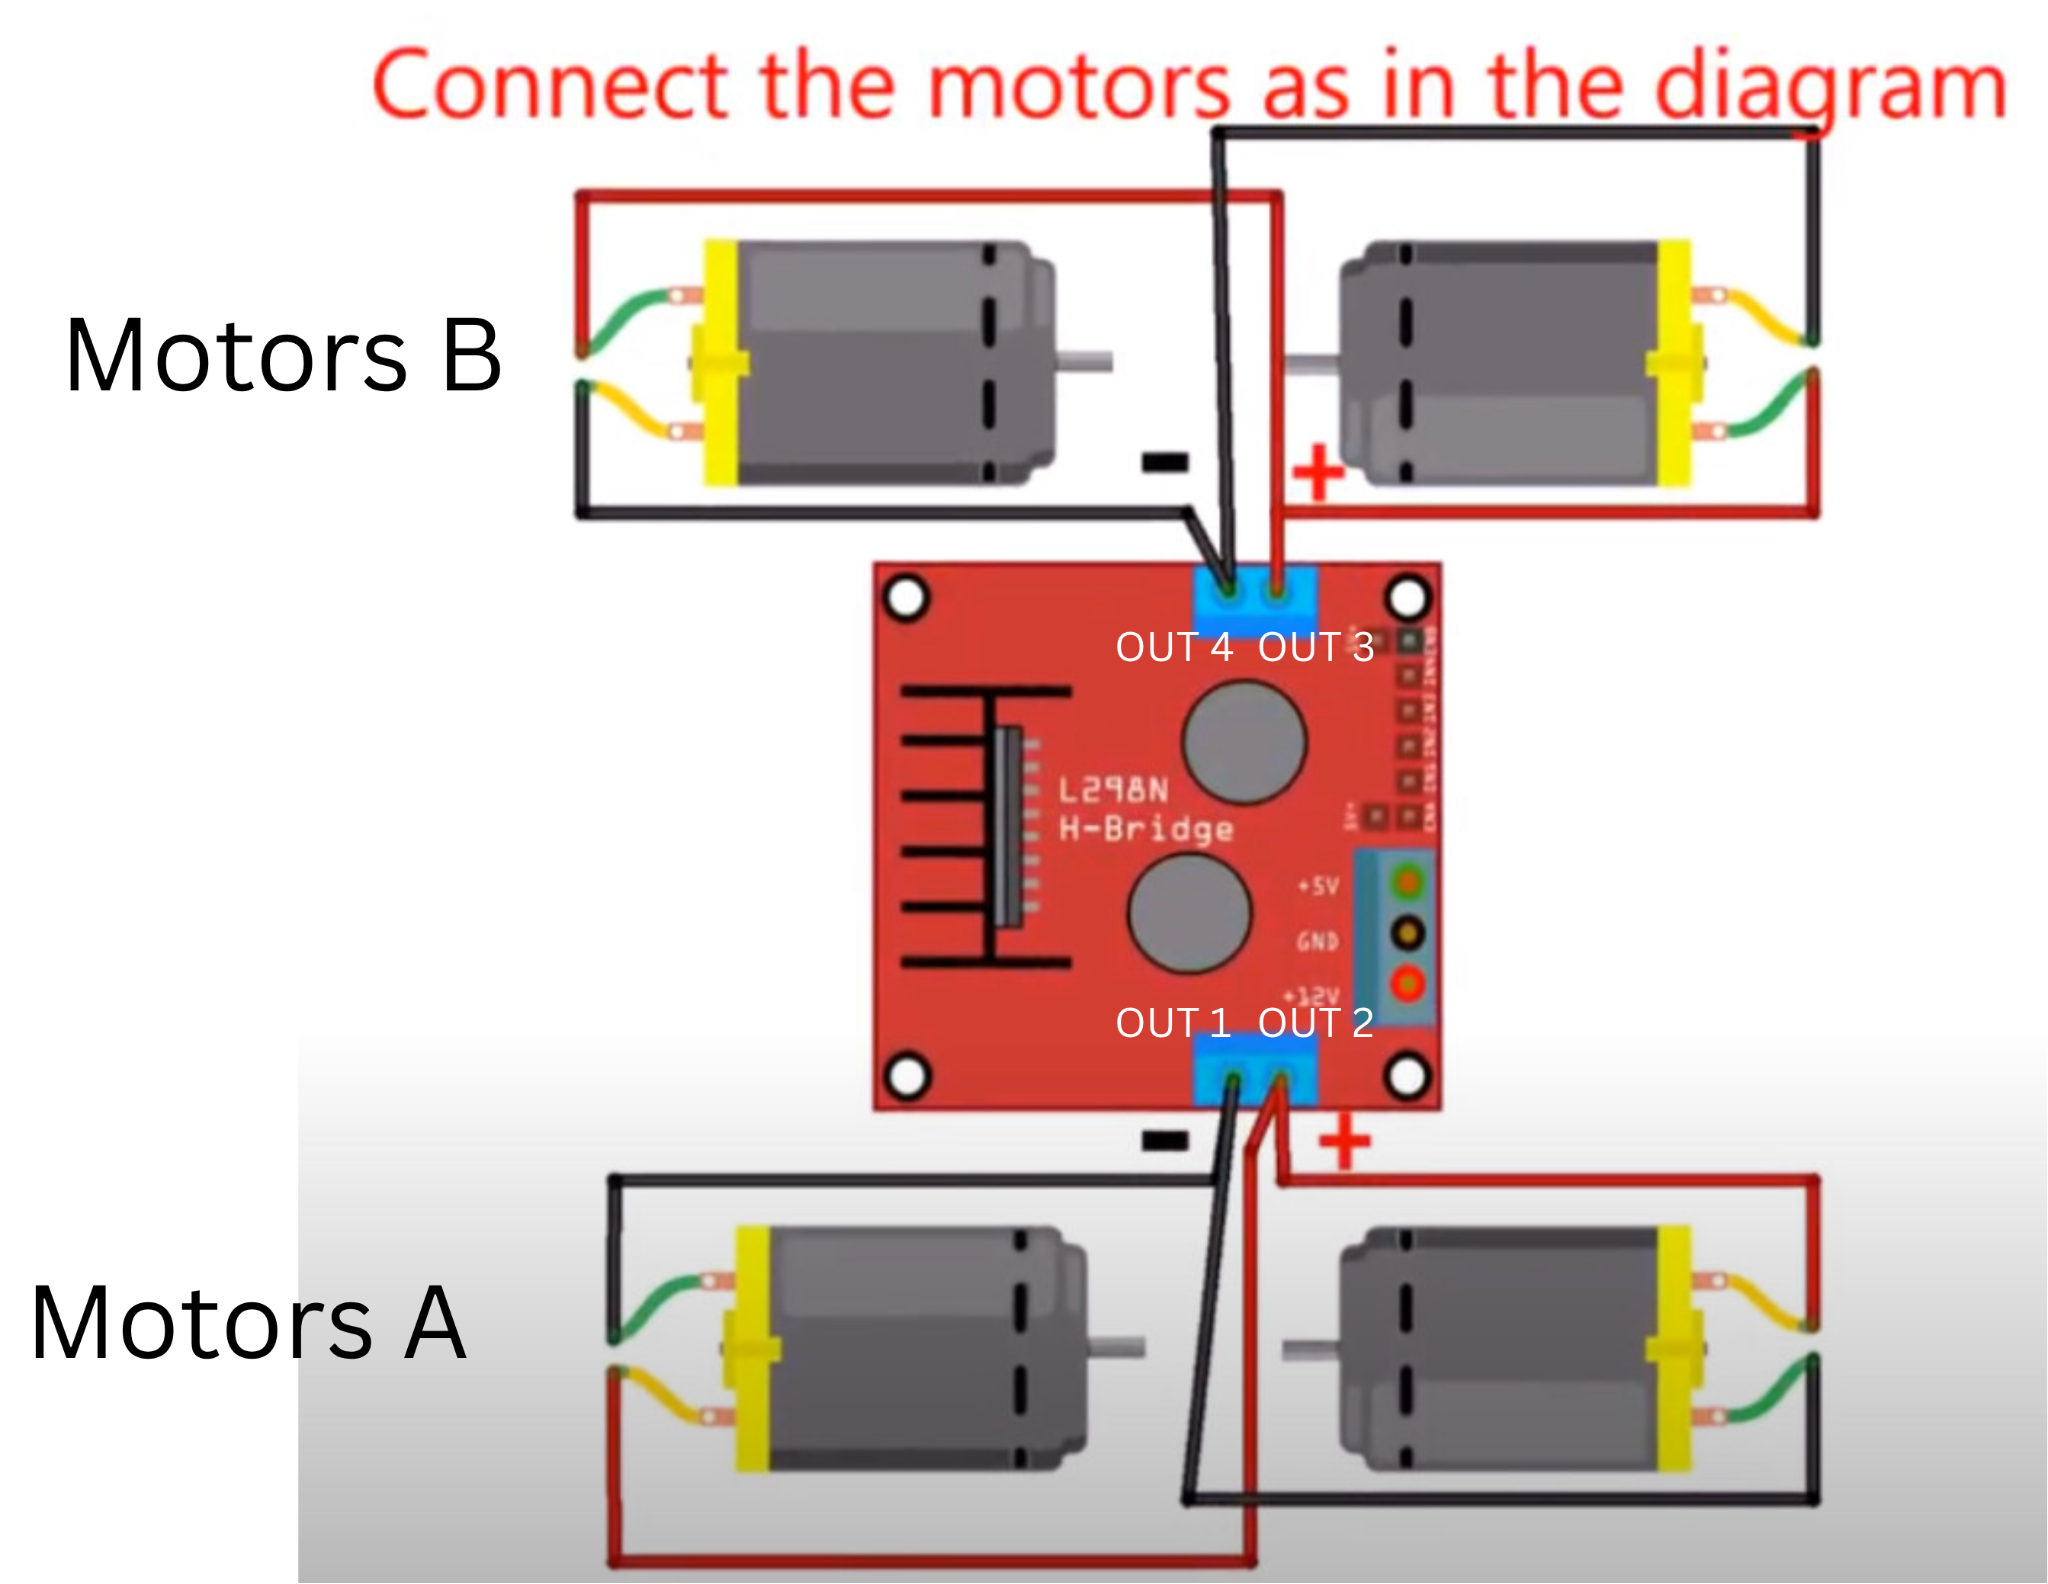 Connect the motors as in the diagram
Motors B
OUT 4 OUT 3
L298N
H-Bridge
+5V
GND
+12V
OUT 1 OUT 2
Motors A